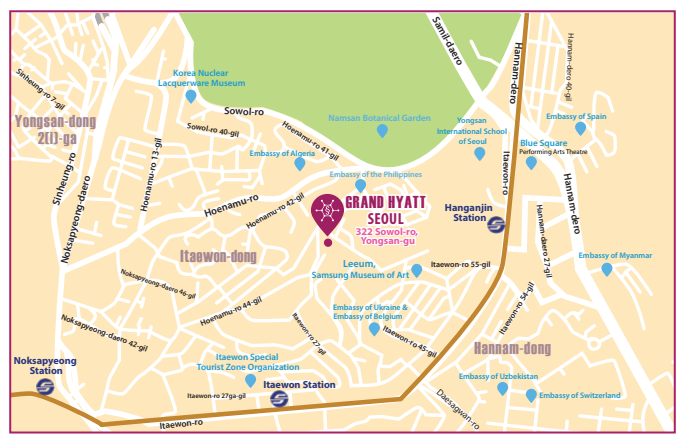 Samil-daero
Hannam-dero
Hannam-dero 40-gil
Korea Nuclear
Lacquerware Museum
Sinheung-ro 7-gil
Yongsan-dong
2(i)-ga
Sowol-ro
Sowol-ro 40-gil
Hoenamu-ro 41-gil
Namsan Botanical Garden
Yongsan
International School
of Seoul
Embassy of Spain
Blue Square
Performing Arts Theatre
Embassy of Algeria
Embassy of the Philippines
Hoenamu-ro 13-gil
Sinheung-ro
Noksapyeong-daero
Itaewon-ro
Hannam-dero
Hoenamu-ro
Hoenamu-ro 42-gil
GRAND HYATT
SEOUL
322 Sowol-ro,
Yongsan-gu
Hanganjin
Station
Hannam-daero 27-gil
Itaewon-dong
Leeum,
Samsung Museum of Art
Itaewon-ro 55-gil
Embassy of Myanmar
Noksapyeong-daero 46-gil
Hoenamu-ro 44-gil
Itaewon-ro 27-gil
Embassy of Ukraine &
Embassy of Belgium
Itaewon-ro 45-gil
Itaewon-ro 54-gil
Hannam-dong
Noksapyeong-daero 42-gil
Noksapyeong
Station
Itaewon Special
Tourist Zone Organization
Itaewon Station
Itaewon-ro 27ga-gil
Itaewon-ro
Daesagwan-ro
Embassy of Uzbekistan
Embassy of Switzerland